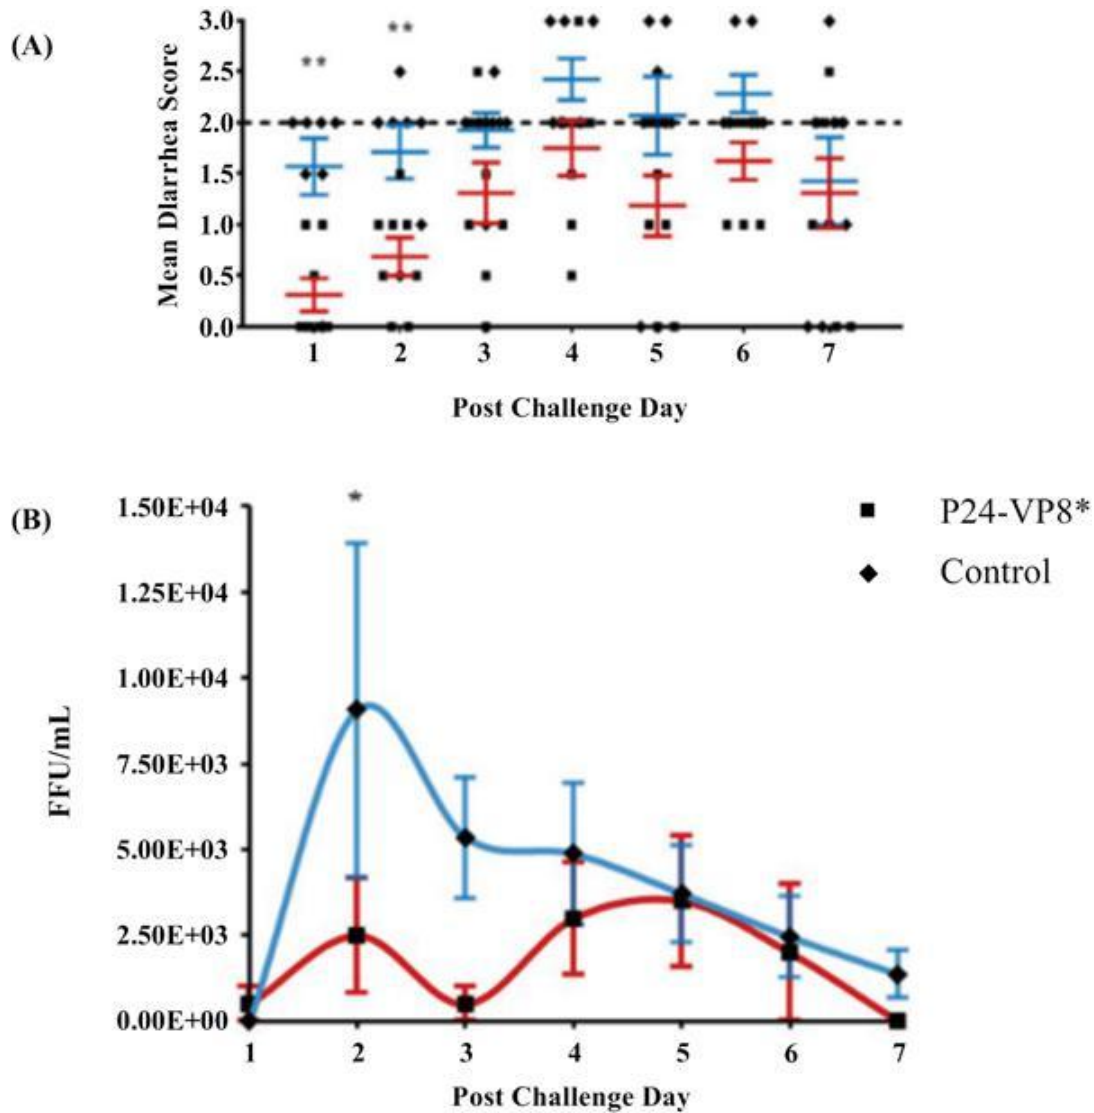 (A)
Mean DIarrhea Score
3.0
2.5
2.0
1.5
1.0
0.5
0.0
**
**
1 2 3 4 5 6 7
Post Challenge Day
(B)
FFU/mL
1.50E+04
1.25E+04
1.00E+04
7.50E+03
5.00E+03
2.50E+03
0.00E+00
*
P24-VP8*
Control
1 2 3 4 5 6 7
Post Challenge Day